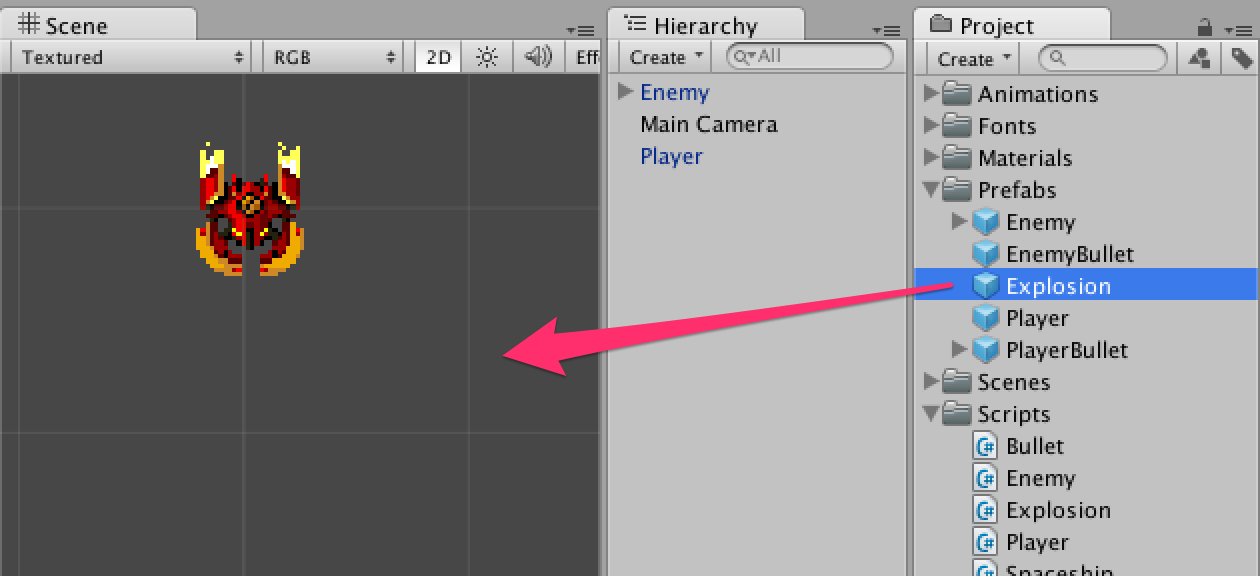 Scene
Textured
RGB
2D
Eff
Hierarchy
Create
All
Enemy
Main Camera
Player
Project
Create
Animations
Fonts
Materials
Prefabs
Enemy
EnemyBullet
Explosion
Player
PlayerBullet
Scenes
Scripts
Bullet
Enemy
Explosion
Player
Spaceship